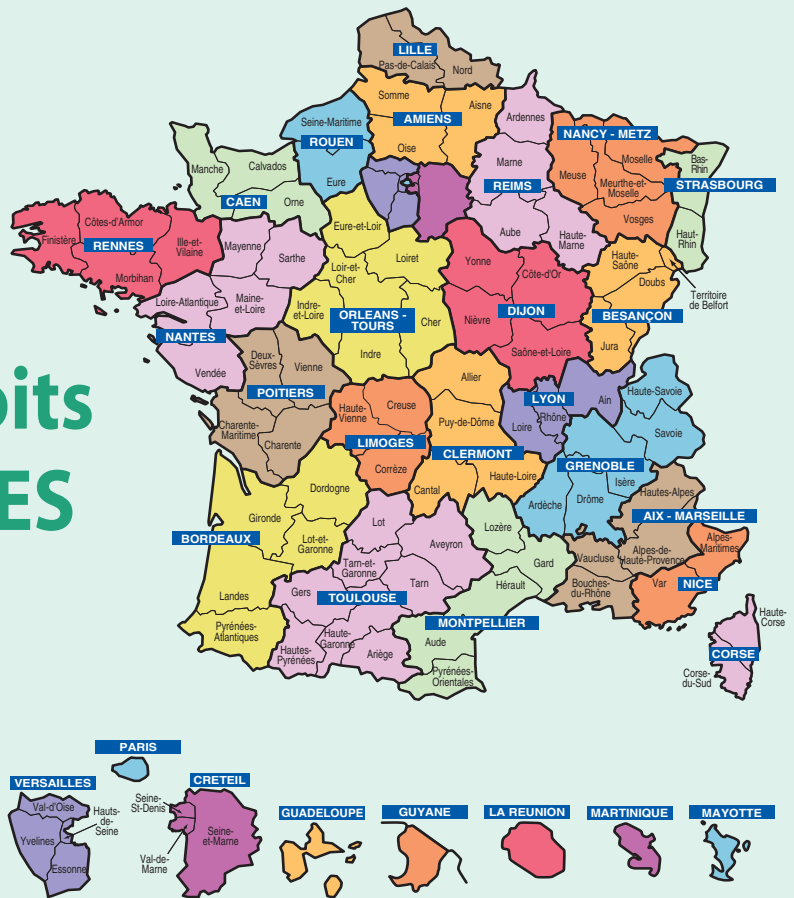 LILLE
Pas-de-Calais
Nord
Somme
Aisne
AMIENS
Oise
Ardennes
Seine-Maritime
ROUEN
Eure
NANCY - METZ
Moselle
Meuse
Meurthe-et-
Moselle
Vosges
Bas-
Rhin
STRASBOURG
Haut-
Rhin
Marne
REIMS
Aube
Haute-
Marne
Manche
Calvados
CAEN
Orne
Côtes-d'Armor
Finistère
RENNES
Ille-et-
Vilaine
Morbihan
Mayenne
Sarthe
Loire-Atlantique
Maine-
et-Loire
NANTES
Vendée
Eure-et-Loir
Loiret
Loir-et-
Cher
Indre-
et-Loire
ORLEANS -
TOURS
Cher
Indre
Yonne
Côte-d'Or
Nièvre
DIJON
Saône-et-Loire
Haute-
Saône
Doubs
Territoire
de Belfort
BESANÇON
Jura
Deux-
Sèvres
Vienne
POITIERS
Charente-
Maritime
Charente
Haute-
Vienne
Creuse
LIMOGES
Corrèze
Allier
Puy-de-Dôme
CLERMONT
Cantal
Haute-Loire
LYON
Ain
Loire
Rhône
Haute-Savoie
Savoie
GRENOBLE
Isère
Ardèche
Drôme
oits
ES
Hautes-Alpes
AIX - MARSEILLE
Vaucluse
Alpes-de-
Haute-Provence
Bouches-
du-Rhône
Alpes-
Maritimes
Var
NICE
Dordogne
Gironde
BORDEAUX
Lot-et-
Garonne
Landes
Pyrénées-
Atlantiques
Lot
Aveyron
Tarn-et-
Garonne
Gers
Tarn
TOULOUSE
Haute-
Garonne
Hautes-
Pyrénées
Ariège
Lozère
Gard
Hérault
MONTPELLIER
Aude
Pyrénées-
Orientales
Haute-
Corse
CORSE
Corse-
du-Sud
PARIS
VERSAILLES
Val-d'Oise
Hauts-
de-
Seine
Yvelines
Essonne
CRETEIL
Seine-
St-Denis
Seine-
et-Marne
Val-de-
Marne
GUADELOUPE
GUYANE
LA REUNION
MARTINIQUE
MAYOTTE